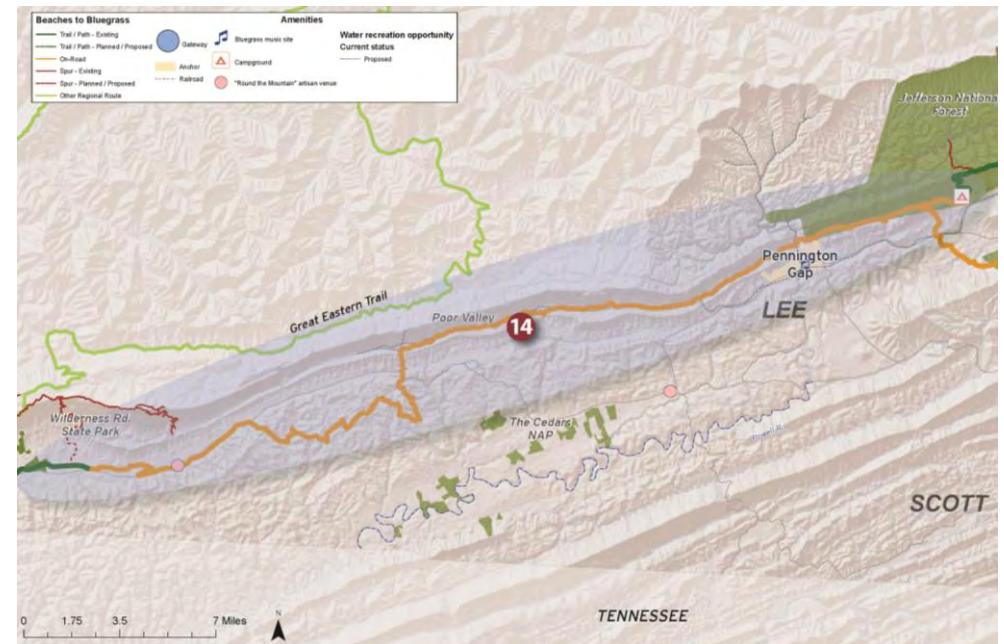 Beaches to Bluegrass
Trail / Path - Existing
Trail / Path - Planned / Proposed
On-Road
Spur - Existing
Spur - Planned / Proposed
Other Regional Route
Gateway
Anchor
Railroad
Amenities
Bluegrass music site
Campground
"Round the Mountain" artisan venue
Water recreation opportunity
Current status
Proposed
Jefferson National
Forest
Pennington
Gap
LEE
Great Eastern Trail
Poor Valley
14
Wilderness Rd.
State Park
The Cedars
NAP
Powell R.
SCOTT
TENNESSEE
0 1.75 3.5 7 Miles
N